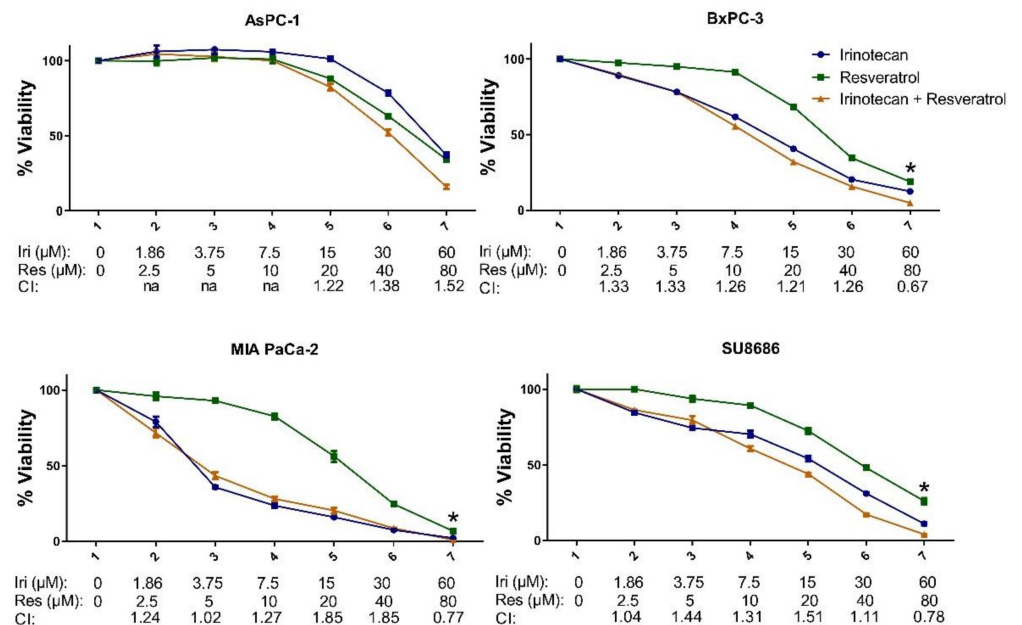 AsPC-1
% Viability
100
50
0
1 2 3 4 5 6 7
Iri (µM): 0 1.86 3.75 7.5 15 30 60
Res (µM): 0 2.5 5 10 20 40 80
CI: na na na 1.22 1.38 1.52
BxPC-3
Irinotecan
Resveratrol
Irinotecan + Resveratrol
% Viability
100
50
0
*
1 2 3 4 5 6 7
Iri (µM): 0 1.86 3.75 7.5 15 30 60
Res (µM): 0 2.5 5 10 20 40 80
CI: 1.33 1.33 1.26 1.21 1.26 0.67
MIA PaCa-2
% Viability
100
50
0
*
1 2 3 4 5 6 7
Iri (µM): 0 1.86 3.75 7.5 15 30 60
Res (µM): 0 2.5 5 10 20 40 80
CI: 1.24 1.02 1.27 1.85 1.85 0.77
SU8686
% Viability
100
50
0
*
1 2 3 4 5 6 7
Iri (µM): 0 1.86 3.75 7.5 15 30 60
Res (µM): 0 2.5 5 10 20 40 80
CI: 1.04 1.44 1.31 1.51 1.11 0.78